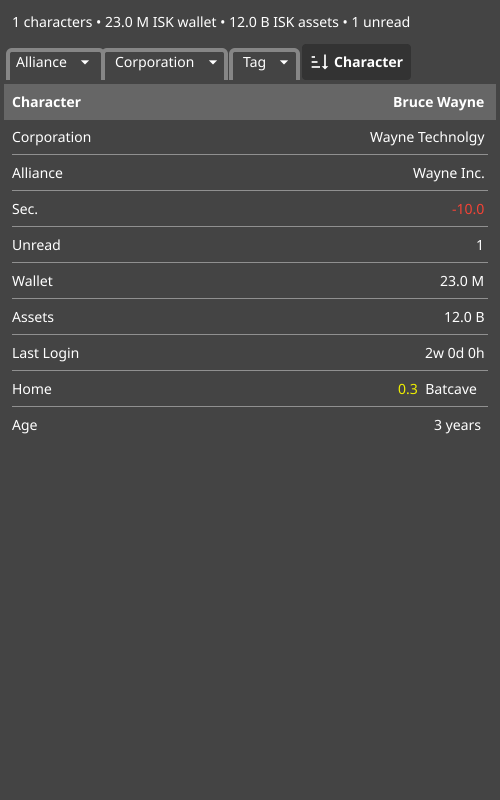 1 characters • 23.0 M ISK wallet • 12.0 B ISK assets • 1 unread
Alliance Corporation Tag Character
Character Bruce Wayne
Corporation Wayne Technolgy
Alliance Wayne Inc.
Sec. -10.0
Unread 1
Wallet 23.0 M
Assets 12.0 B
Last Login 2w 0d 0h
Home 0.3 Batcave
Age 3 years